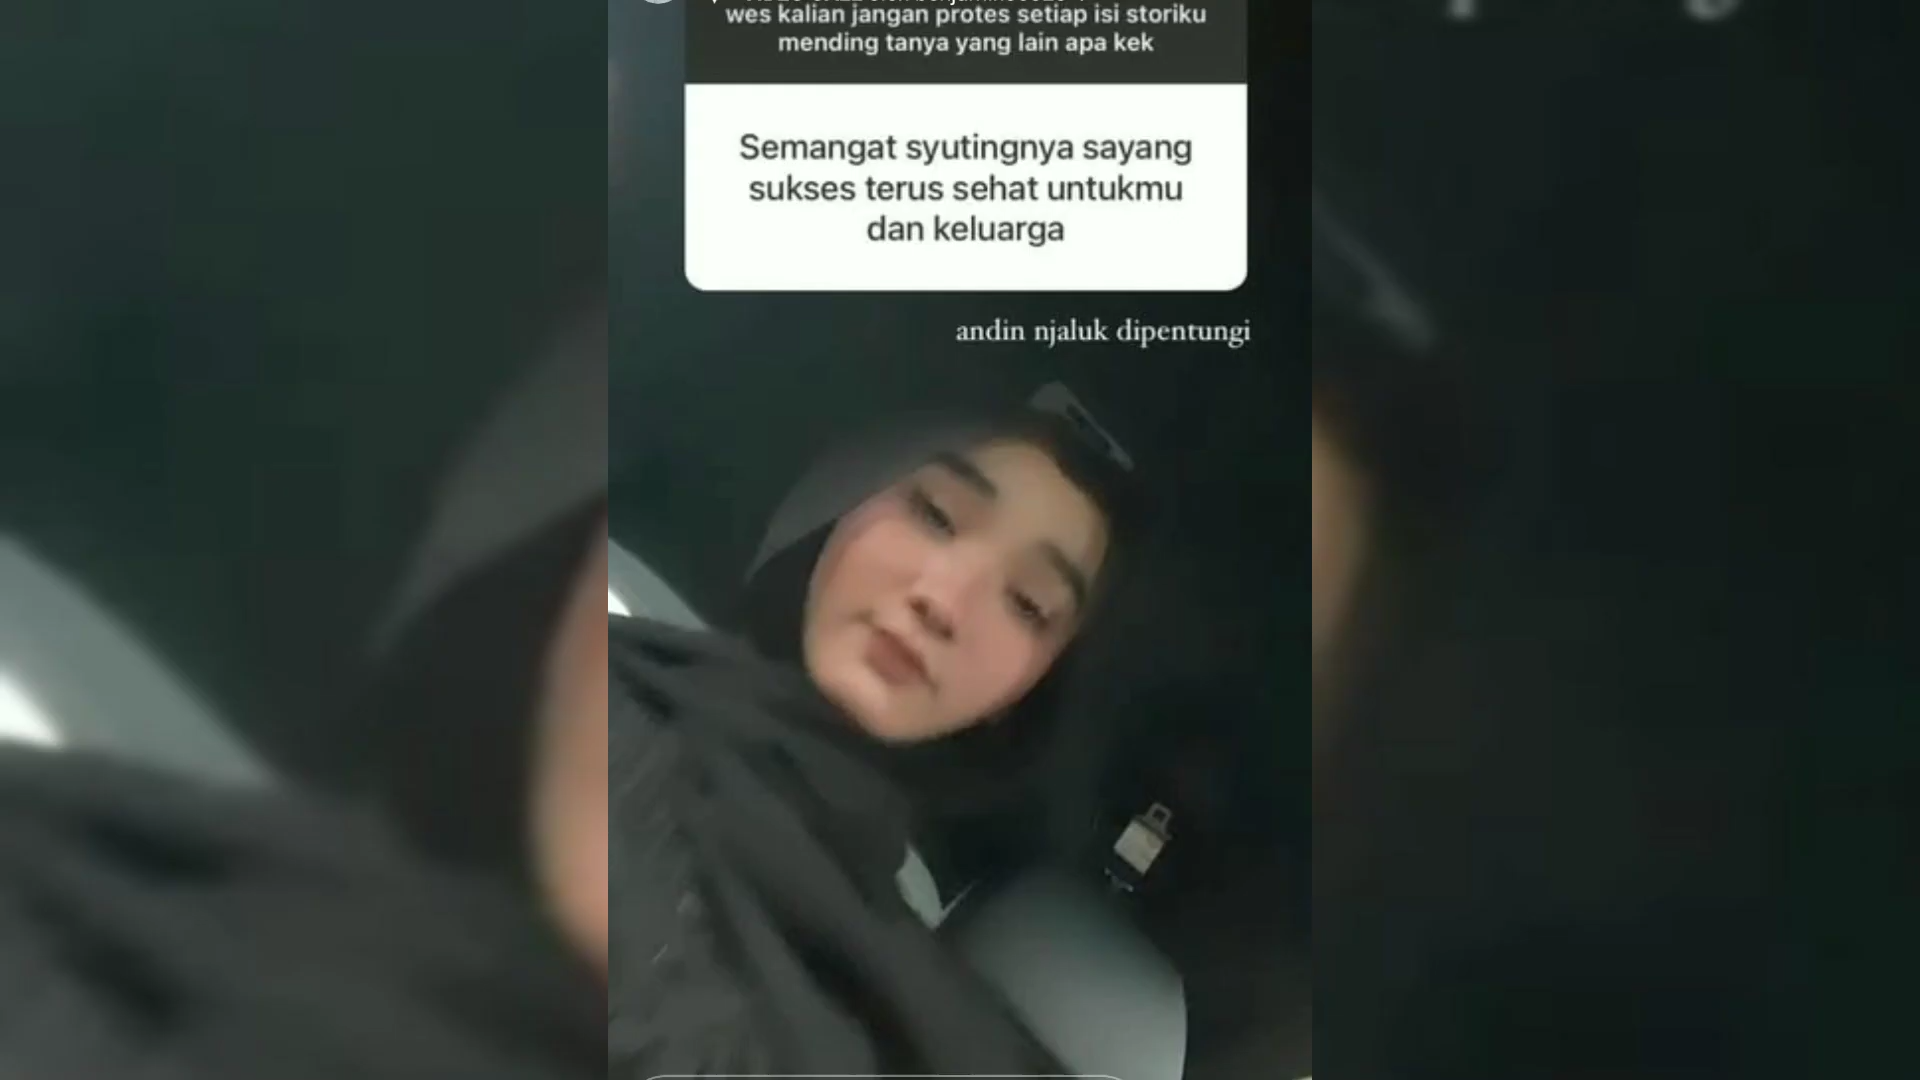 wes kalian jangan protes setiap isi storiku
mending tanya yang lain apa kek
Semangat syutingnya sayang
sukses terus sehat untukmu
dan keluarga
andin njaluk dipentungi